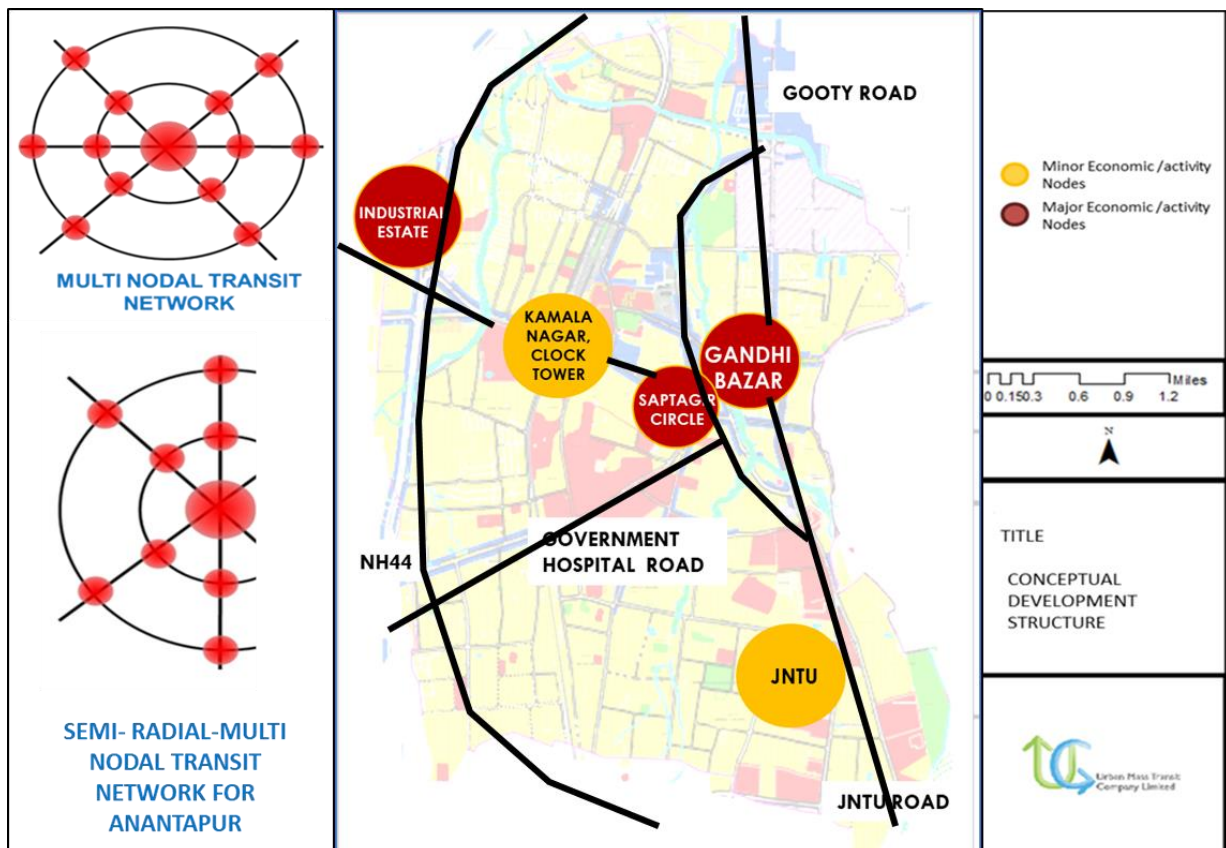 MULTI NODAL TRANSIT
NETWORK
SEMI- RADIAL-MULTI
NODAL TRANSIT
NETWORK FOR
ANANTAPUR
GOOTY ROAD
INDUSTRIAL
ESTATE
KAMALA
NAGAR,
CLOCK
TOWER
GANDHI
BAZAR
SAPTAGIR
CIRCLE
GOVERNMENT
HOSPITAL ROAD
NH44
JNTU
JNTU ROAD
Minor Economic /activity
Nodes
Major Economic /activity
Nodes
Miles
0 0.150.3 0.6 0.9 1.2
N
TITLE
CONCEPTUAL
DEVELOPMENT
STRUCTURE
Urban Mass Transit
Company Limited